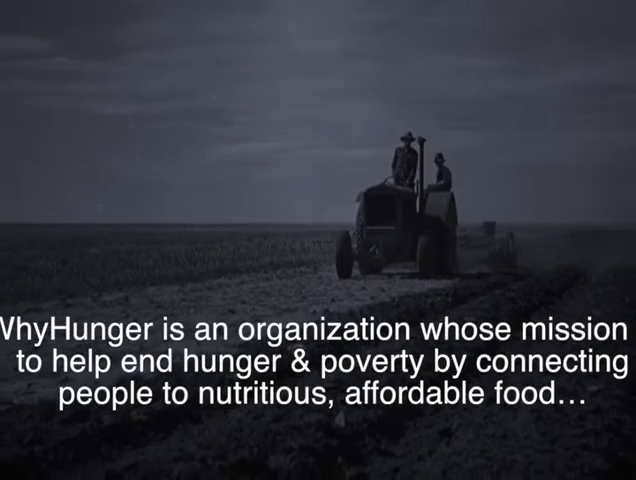 WhyHunger is an organization whose mission
to help end hunger & poverty by connecting
people to nutritious, affordable food…